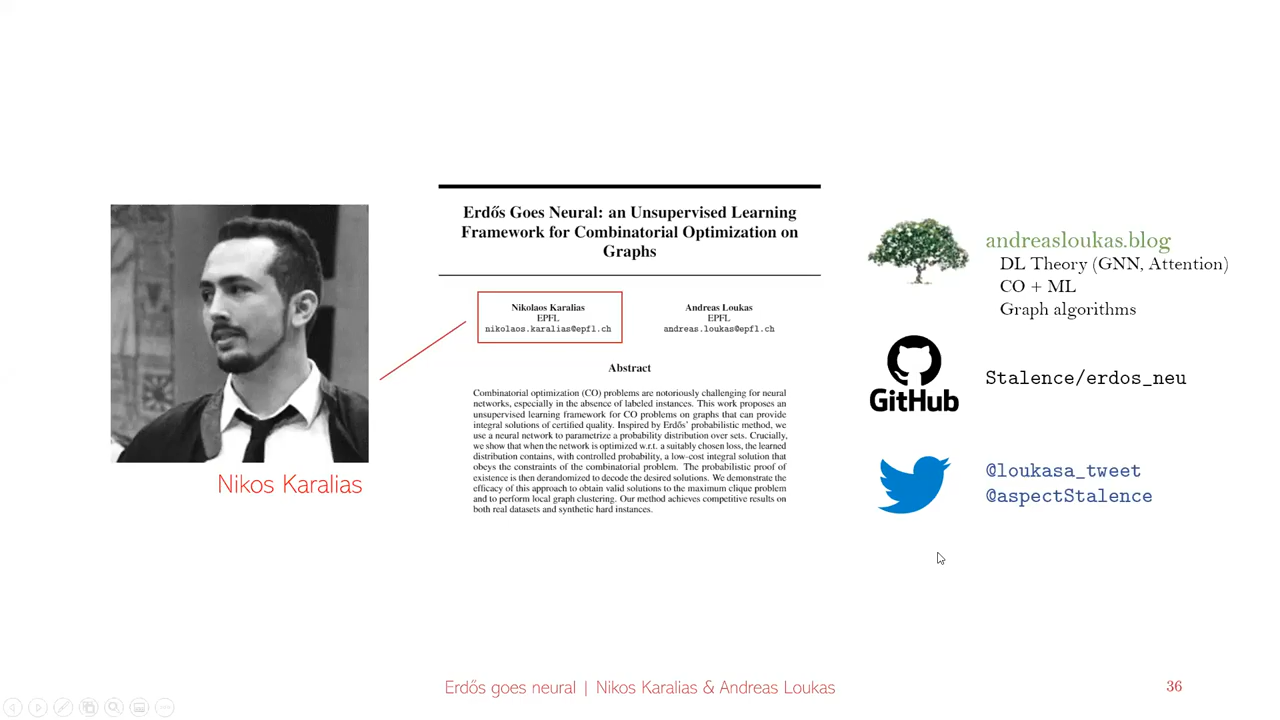 Nikos Karalias
Erdős Goes Neural: an Unsupervised Learning
Framework for Combinatorial Optimization on
Graphs
Nikolaos Karalias
EPFL
nikolaos.karalias@epfl.ch
Andreas Loukas
EPFL
andreas.loukas@epfl.ch
Abstract
Combinatorial optimization (CO) problems are notoriously challenging for neural
networks, especially in the absence of labeled instances. This work proposes an
unsupervised learning framework for CO problems on graphs that can provide
integral solutions of certified quality. Inspired by Erdős' probabilistic method, we
use a neural network to parametrize a probability distribution over sets. Crucially,
we show that when the network is optimized w.r.t. a suitably chosen loss, the learned
distribution contains, with controlled probability, a low-cost integral solution that
obeys the constraints of the combinatorial problem. The probabilistic proof of
existence is then derandomized to decode the desired solutions. We demonstrate the
efficacy of this approach to obtain valid solutions to the maximum clique problem
and to perform local graph clustering. Our method achieves competitive results on
both real datasets and synthetic hard instances.
andreasloukas.blog
DL Theory (GNN, Attention)
CO + ML
Graph algorithms
GitHub
Stalence/erdos_neu
@loukasa_tweet
@aspectStalence
Erdős goes neural | Nikos Karalias & Andreas Loukas
36